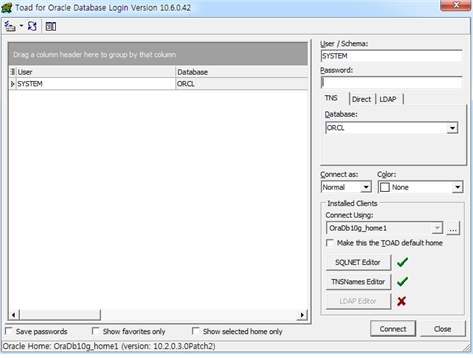 Toad for Oracle Database Login Version 10.6.0.42
Drag a column header here to group by that column
User Database
SYSTEM ORCL
User / Schema:
SYSTEM
Password:
TNS Direct LDAP
Database:
ORCL
Connect as: Color:
Normal None
Installed Clients
Connect Using:
OraDb10g_home1 ...
Make this the TOAD default home
SQLNET Editor
TNSNames Editor
LDAP Editor
Save passwords Show favorites only Show selected home only
Connect Close
Oracle Home: OraDb10g_home1 (version: 10.2.0.3.0Patch2)